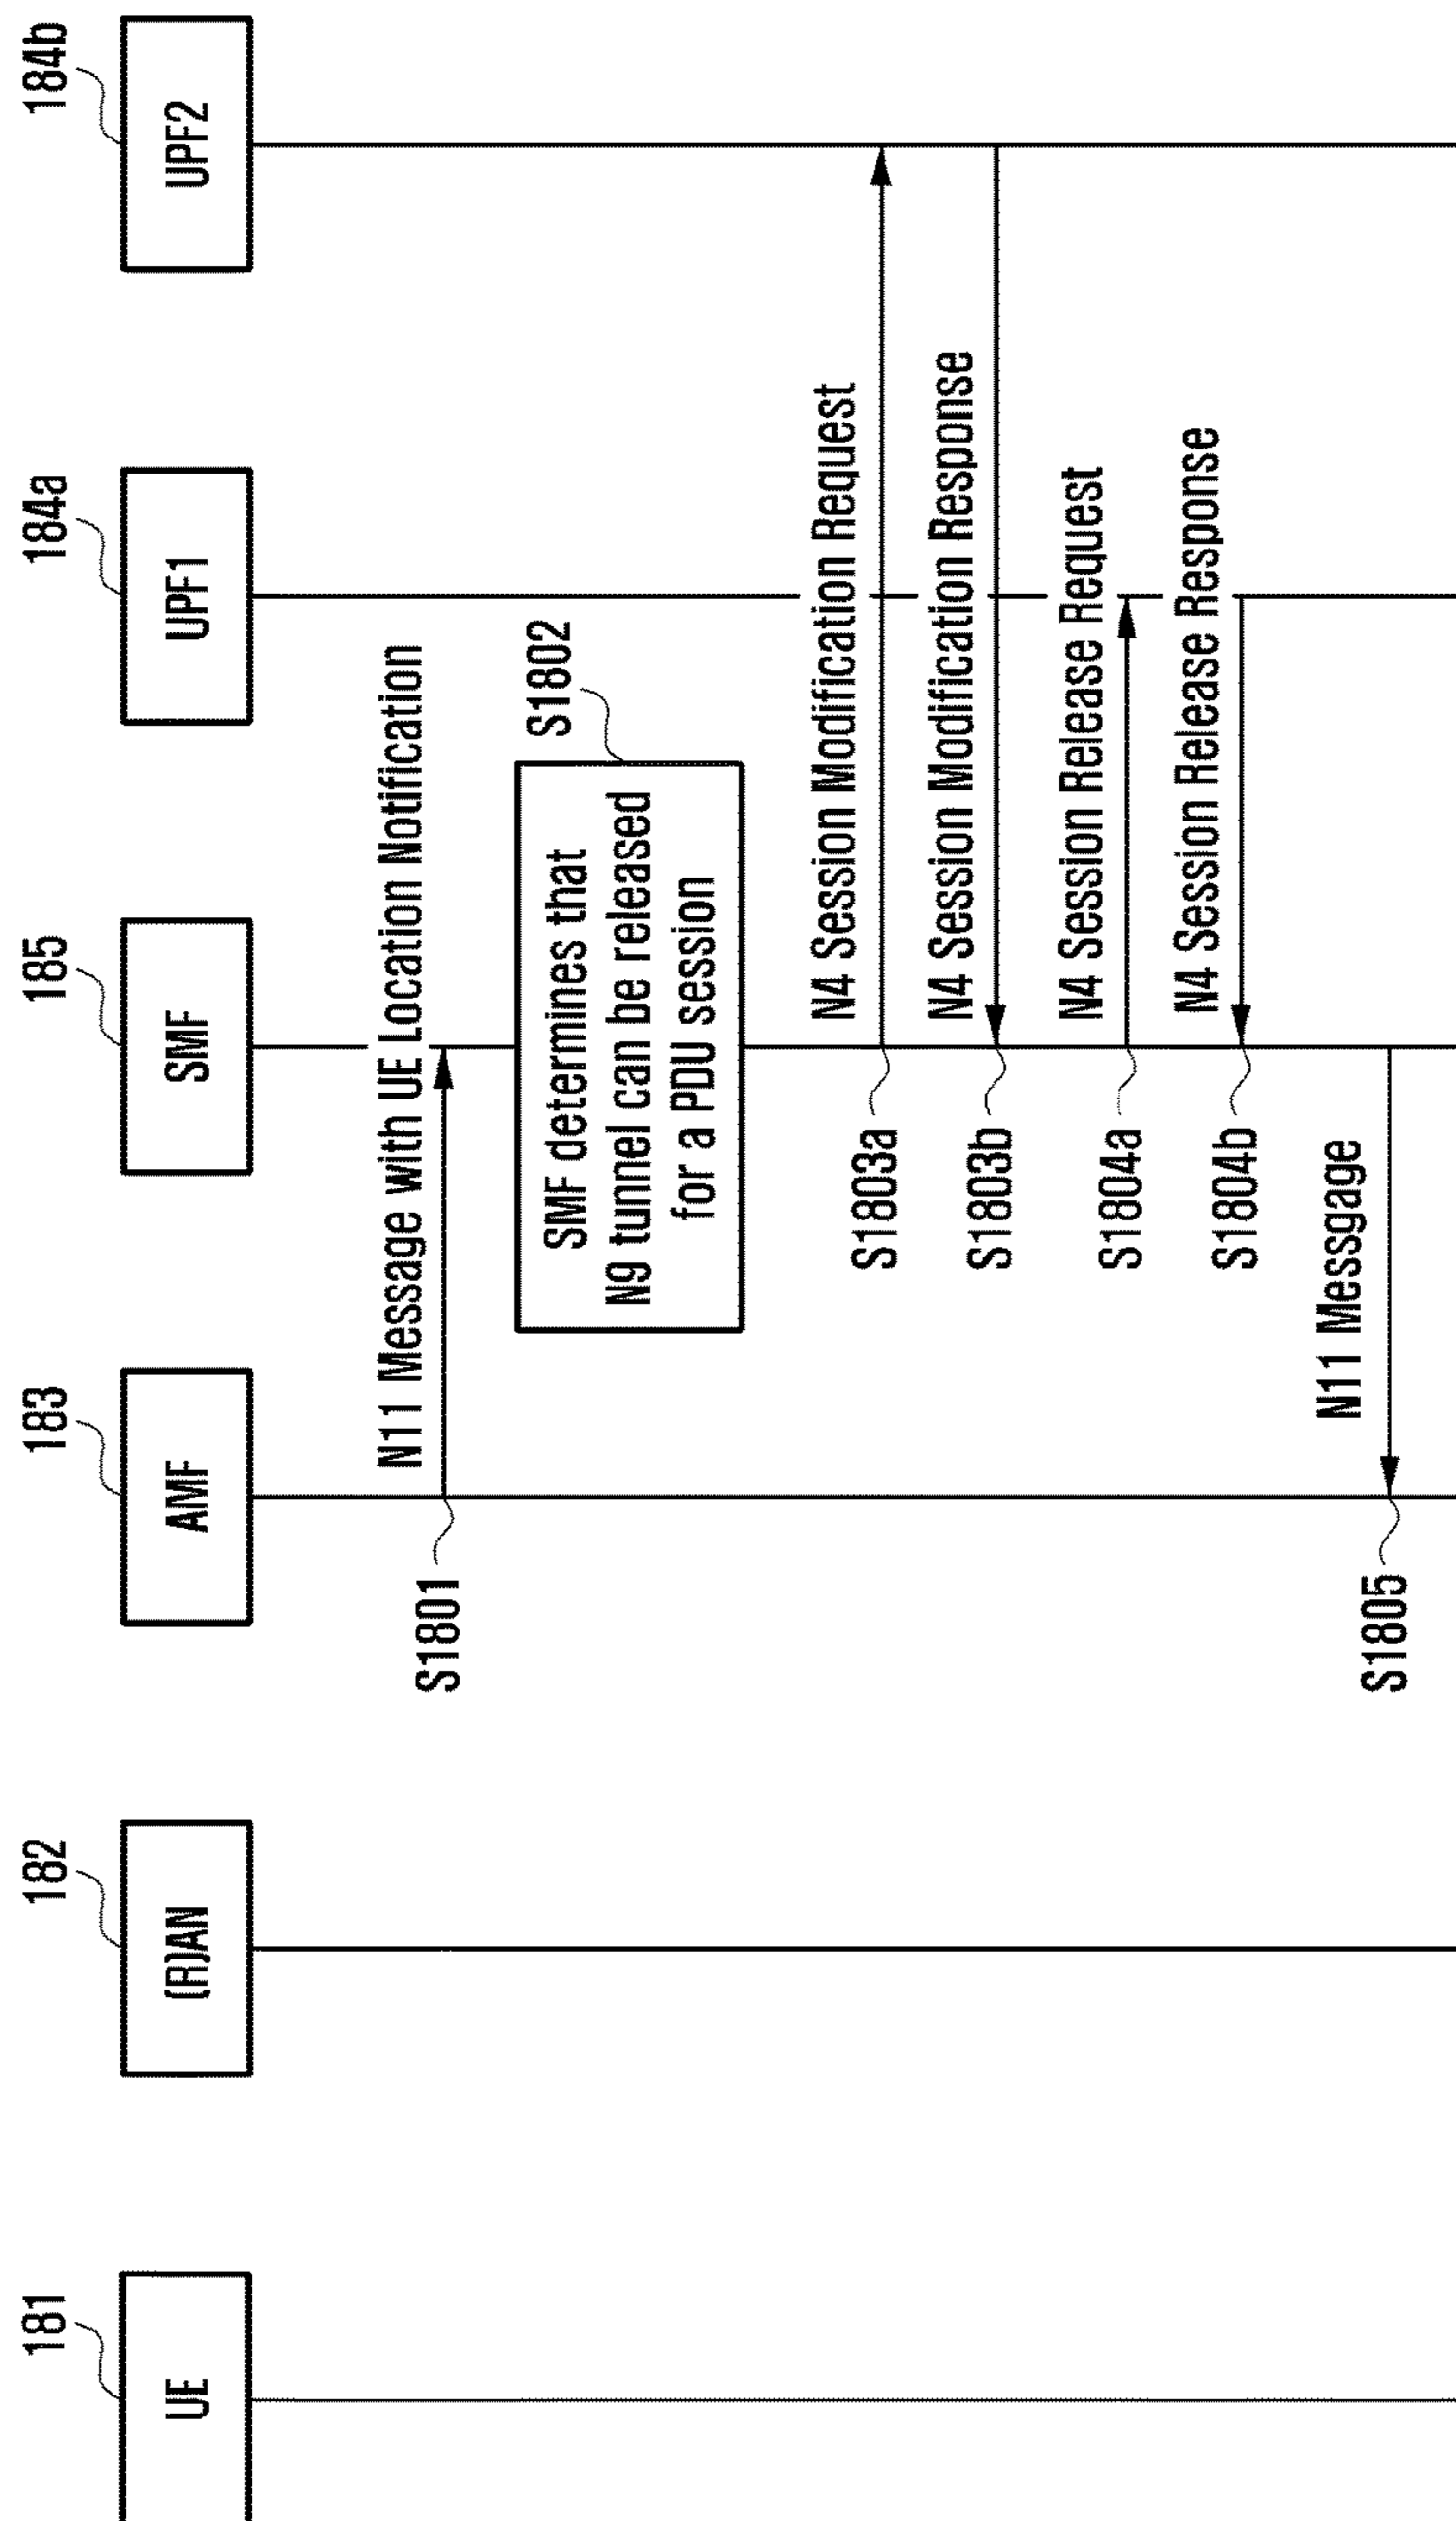 181
182
183
185
184a
184b
UE
(R)AN
AMF
SMF
UPF1
UPF2
N11 Message with UE Location Notification
S1801
S1802
SMF determines that
N9 tunnel can be released
for a PDU session
N4 Session Modification Request
S1803a
N4 Session Modification Response
S1803b
N4 Session Release Request
S1804a
N4 Session Release Response
S1804b
N11 Messgage
S1805